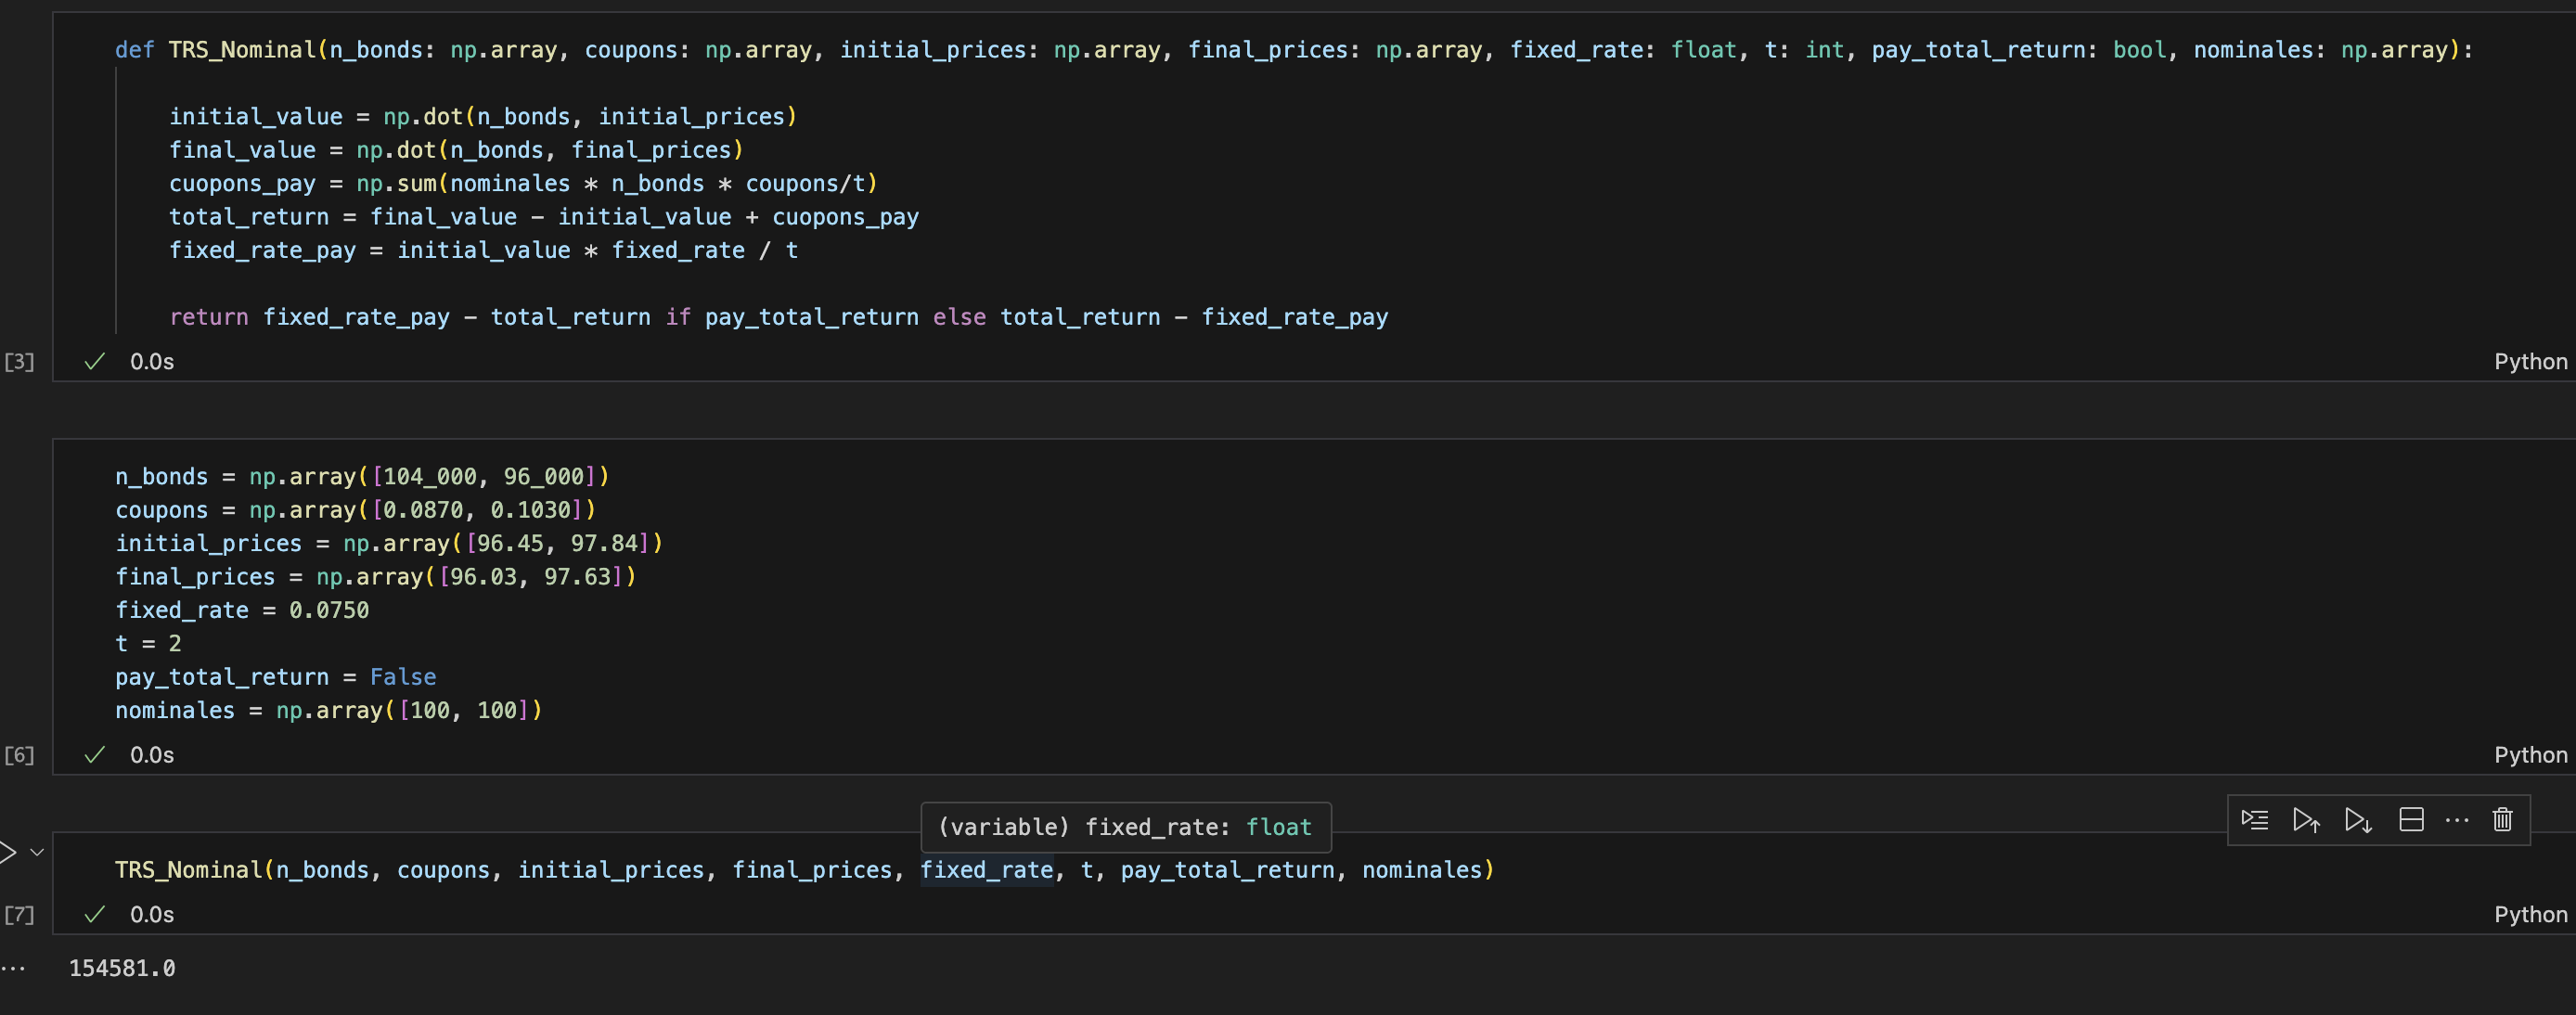 def TRS_Nominal(n_bonds: np.array, coupons: np.array, initial_prices: np.array, final_prices: np.array, fixed_rate: float, t: int, pay_total_return: bool, nominales: np.array):
initial_value = np.dot(n_bonds, initial_prices)
final_value = np.dot(n_bonds, final_prices)
cuopons_pay = np.sum(nominales * n_bonds * coupons/t)
total_return = final_value - initial_value + cuopons_pay
fixed_rate_pay = initial_value * fixed_rate / t
return fixed_rate_pay - total_return if pay_total_return else total_return - fixed_rate_pay
[3] 0.0s Python
n_bonds = np.array([104_000, 96_000])
coupons = np.array([0.0870, 0.1030])
initial_prices = np.array([96.45, 97.84])
final_prices = np.array([96.03, 97.63])
fixed_rate = 0.0750
t = 2
pay_total_return = False
nominales = np.array([100, 100])
[6] 0.0s Python
(variable) fixed_rate: float
TRS_Nominal(n_bonds, coupons, initial_prices, final_prices, fixed_rate, t, pay_total_return, nominales)
[7] 0.0s Python
154581.0